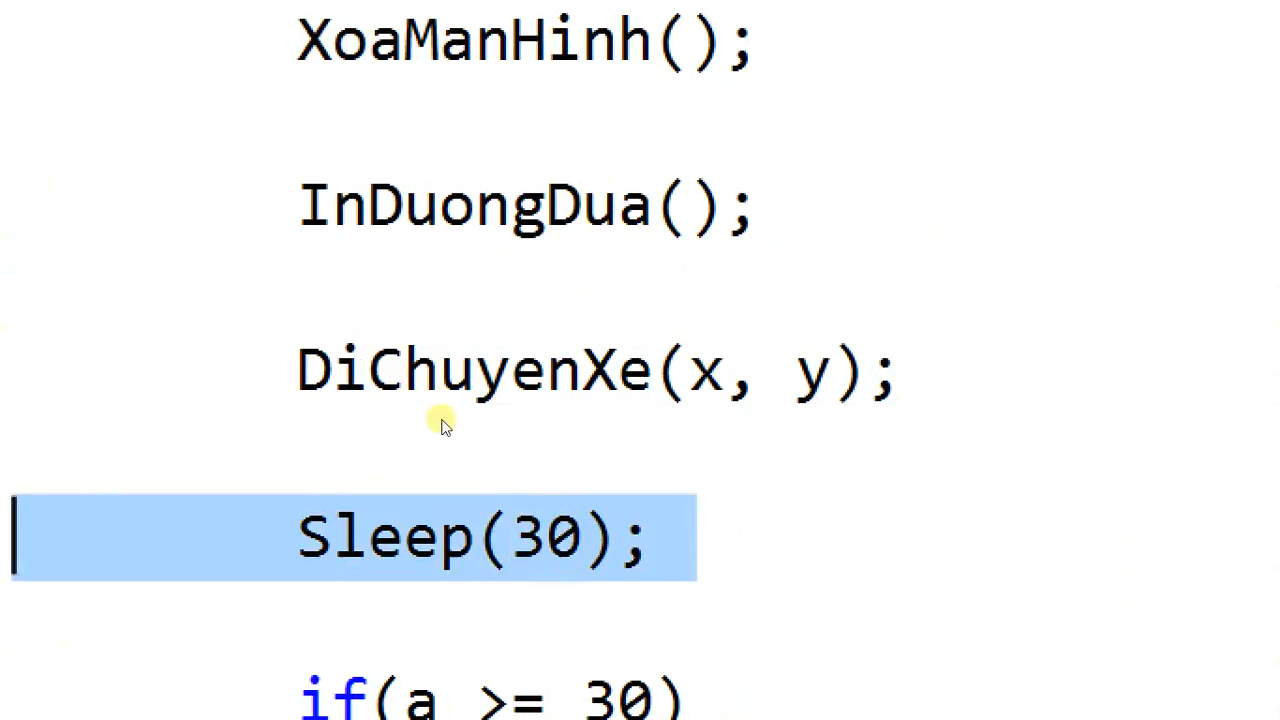 XoaManHinh();
InDuongDua();
DiChuyenXe(x, y);
Sleep(30);
if(a >= 30)